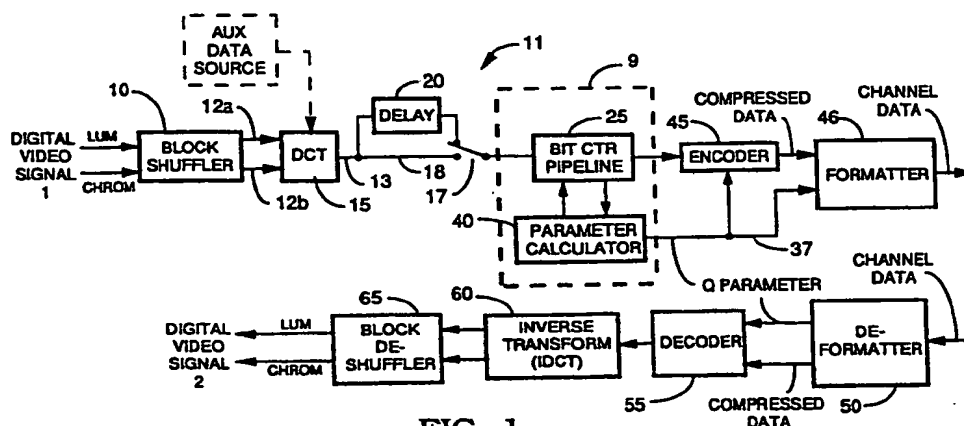 AUX
DATA
SOURCE
11
9
10
12a
20
DELAY
25
COMPRESSED
DATA
45
46
CHANNEL
DATA
DIGITAL
VIDEO
SIGNAL
1
LUM
CHROM
BLOCK
SHUFFLER
DCT
BIT CTR
PIPELINE
ENCODER
FORMATTER
12b
15
13
18
17
40
PARAMETER
CALCULATOR
37
Q PARAMETER
CHANNEL
DATA
65
60
DIGITAL
VIDEO
SIGNAL
2
LUM
CHROM
BLOCK
DE-
SHUFFLER
INVERSE
TRANSFORM
(IDCT)
DECODER
DE-
FORMATTER
55
COMPRESSED
DATA
50